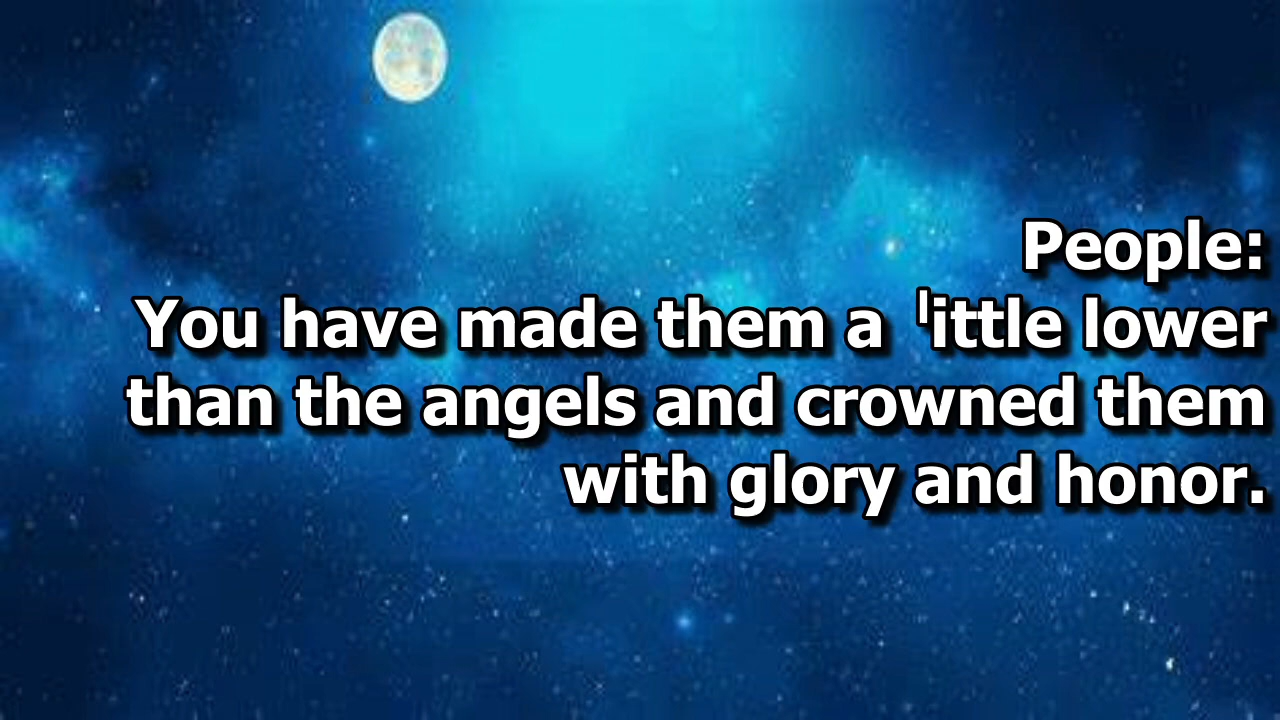 People:
You have made them a ˡittle lower
than the angels and crowned them
with glory and honor.